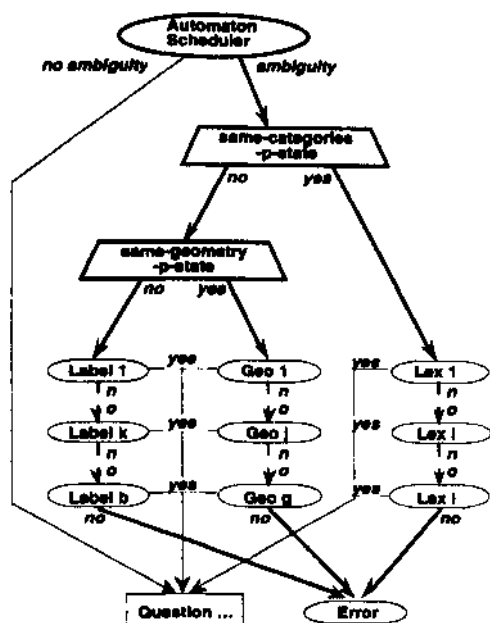 Automaton
Scheduler
no ambiguity
ambiguity
same-categories
-p-state
no
yes
same-geometry
-p-state
no
yes
Label 1
yes
Geo 1
yes
Lex 1
n
o
n
o
n
o
Label k
yes
Geo j
yes
Lex i
n
o
n
o
n
o
Label b
yes
Geo g
yes
Lex l
no
no
no
Question ...
Error